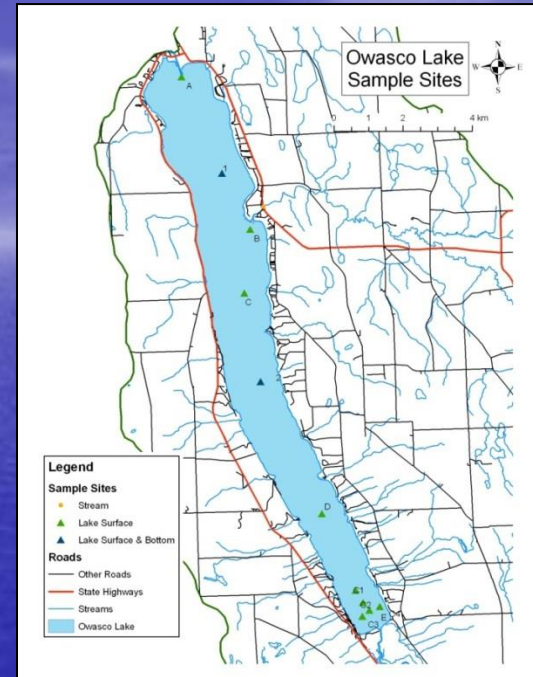 Owasco Lake
Sample Sites
N
W E
S
0 1 2 4 km
A
1
B
C
2
D
C1
E
C3
Legend
Sample Sites
Stream
Lake Surface
Lake Surface & Bottom
Roads
Other Roads
State Highways
Streams
Owasco Lake